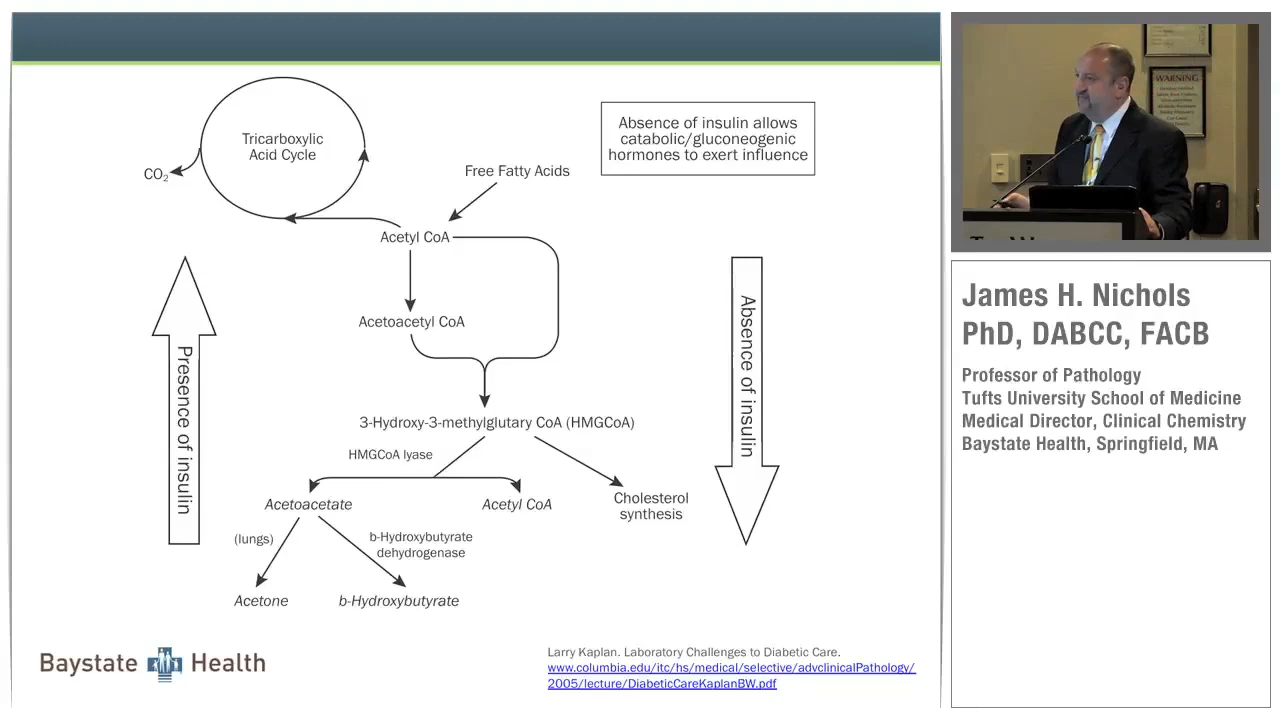 Tricarboxylic
Acid Cycle
CO2
Free Fatty Acids
Absence of insulin allows
catabolic/gluconeogenic
hormones to exert influence
Acetyl CoA
Acetoacetyl CoA
Presence of insulin
Absence of insulin
3-Hydroxy-3-methylglutary CoA (HMGCoA)
HMGCoA lyase
Acetoacetate
Acetyl CoA
Cholesterol
synthesis
(lungs)
b-Hydroxybutyrate
dehydrogenase
Acetone
b-Hydroxybutyrate
Baystate Health
Larry Kaplan. Laboratory Challenges to Diabetic Care.
www.columbia.edu/itc/hs/medical/selective/advclinicalPathology/
2005/lecture/DiabeticCareKaplanBW.pdf
WARNING
James H. Nichols
PhD, DABCC, FACB
Professor of Pathology
Tufts University School of Medicine
Medical Director, Clinical Chemistry
Baystate Health, Springfield, MA